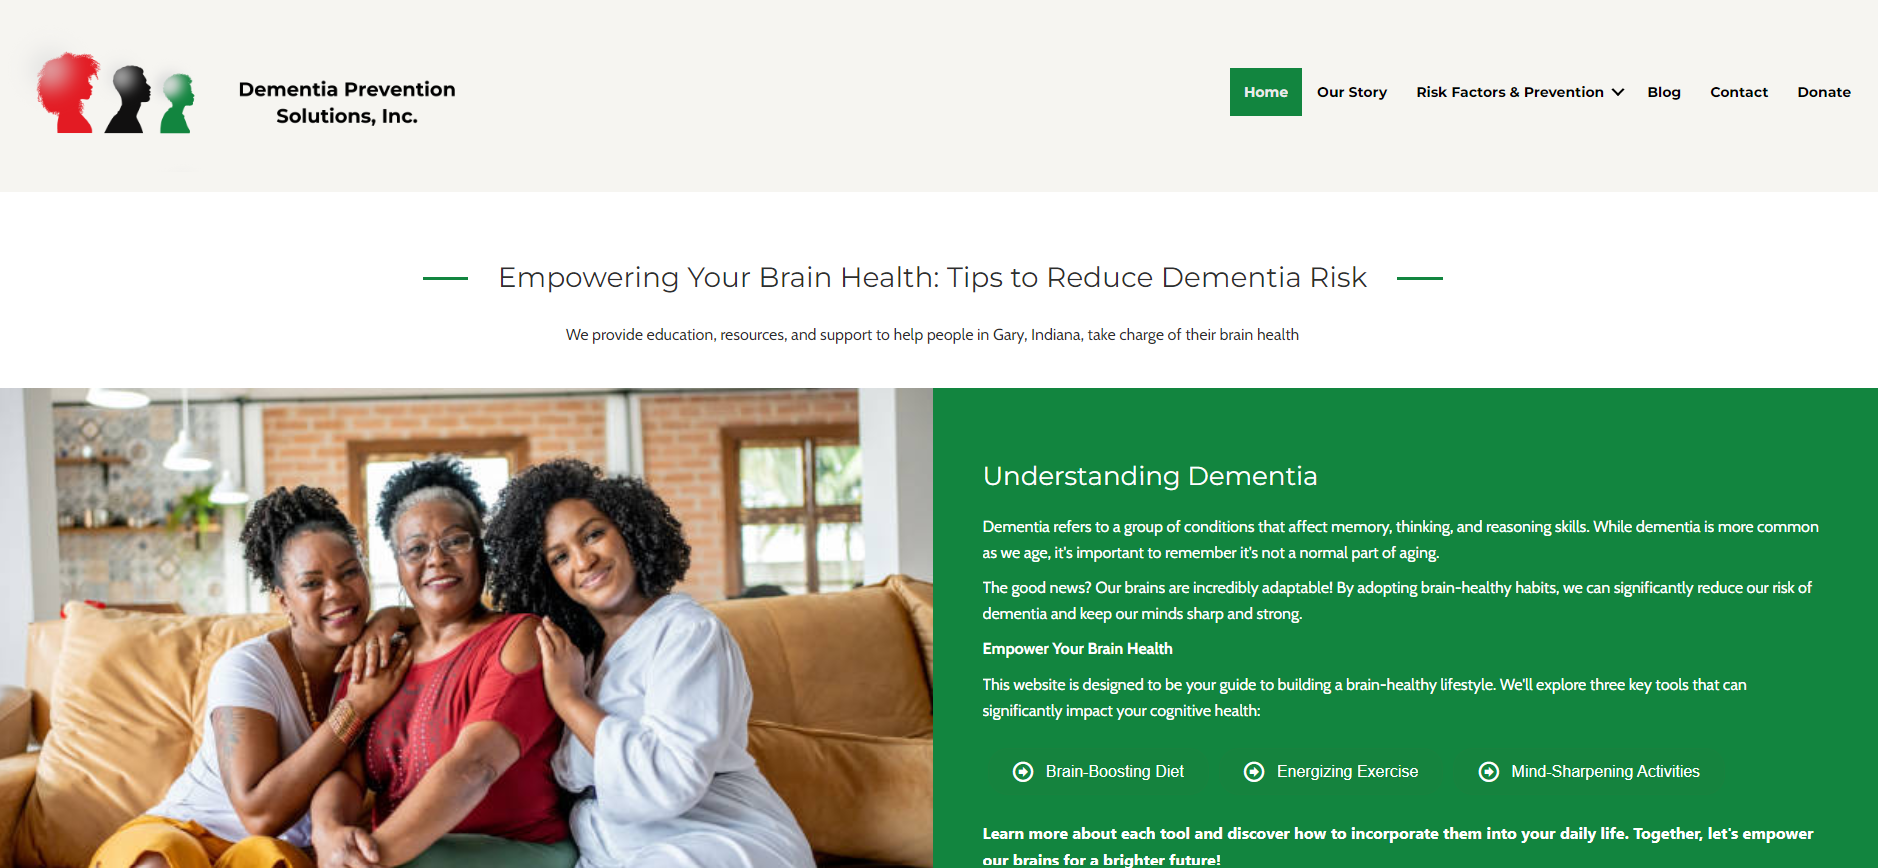 Dementia Prevention
Solutions, Inc.
Home
Our Story
Risk Factors & Prevention
Blog
Contact
Donate
Empowering Your Brain Health: Tips to Reduce Dementia Risk
We provide education, resources, and support to help people in Gary, Indiana, take charge of their brain health
Understanding Dementia
Dementia refers to a group of conditions that affect memory, thinking, and reasoning skills. While dementia is more common
as we age, it's important to remember it's not a normal part of aging.
The good news? Our brains are incredibly adaptable! By adopting brain-healthy habits, we can significantly reduce our risk of
dementia and keep our minds sharp and strong.
Empower Your Brain Health
This website is designed to be your guide to building a brain-healthy lifestyle. We'll explore three key tools that can
significantly impact your cognitive health:
Brain-Boosting Diet
Energizing Exercise
Mind-Sharpening Activities
Learn more about each tool and discover how to incorporate them into your daily life. Together, let's empower
our brains for a brighter future!